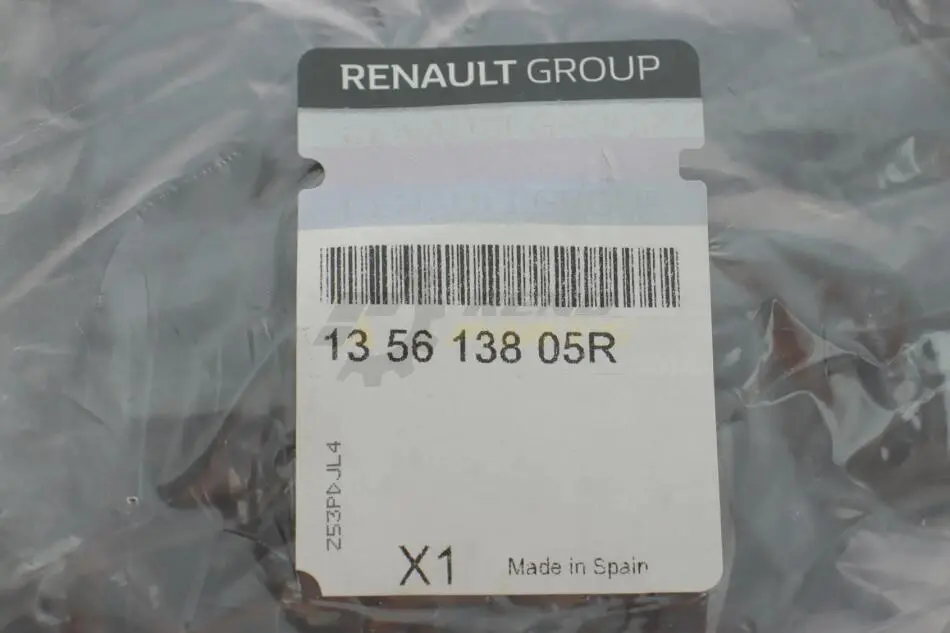 RENAULT GROUP
13 56 138 05R
Z53PDJL4
X1
Made in Spain